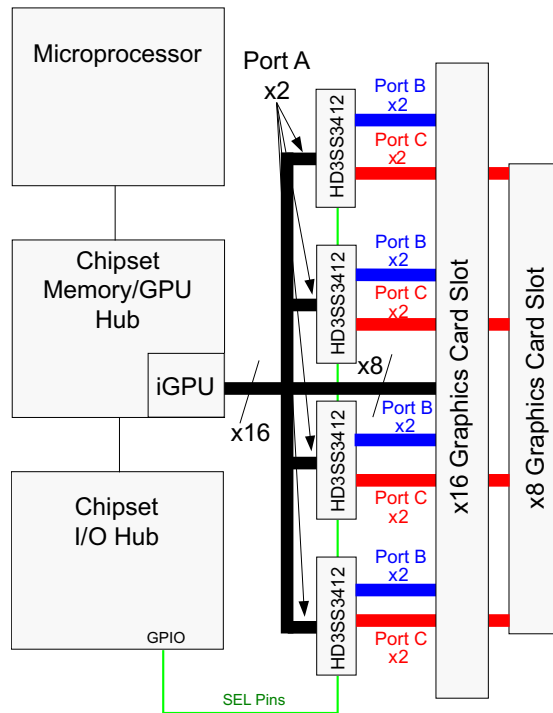 Microprocessor
Port A
x2
HD3SS3412
Port B
x2
Port C
x2
Chipset
Memory/GPU
Hub
iGPU
x16
HD3SS3412
Port B
x2
Port C
x2
x8
HD3SS3412
Port B
x2
Port C
x2
Chipset
I/O Hub
GPIO
HD3SS3412
Port B
x2
Port C
x2
SEL Pins
x16 Graphics Card Slot
x8 Graphics Card Slot